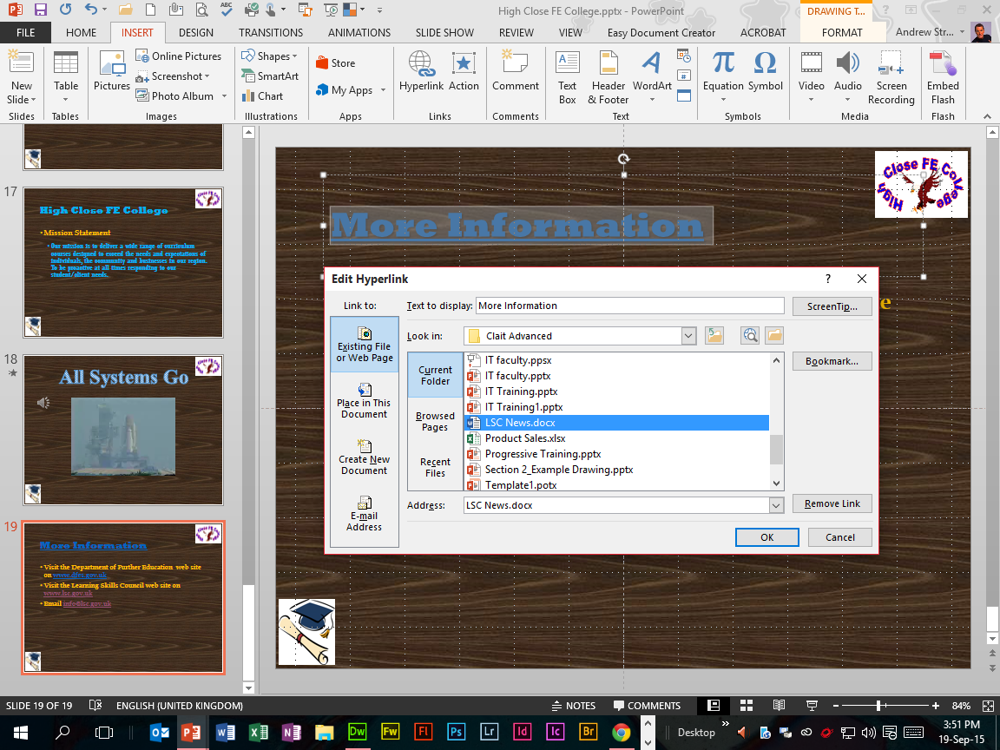 High Close FE College.pptx - PowerPoint
DRAWING T...
FILE
HOME
INSERT
DESIGN
TRANSITIONS
ANIMATIONS
SLIDE SHOW
REVIEW
VIEW
Easy Document Creator
ACROBAT
FORMAT
Andrew Str...
New Slide
Table
Pictures
Online Pictures
Screenshot
Photo Album
Shapes
SmartArt
Chart
Store
My Apps
Hyperlink
Action
Comment
Text Box
Header & Footer
WordArt
Equation
Symbol
Video
Audio
Screen Recording
Embed Flash
Slides
Tables
Images
Illustrations
Apps
Links
Comments
Text
Symbols
Media
Flash
17
High Close FE College
• Mission Statement
• Our mission is to deliver a wide range of curriculum
courses designed to exceed the needs and expectations of
individuals, the community and businesses in our region.
To be proactive at all times responding to our
student/client needs.
18
All Systems Go
19
More Information
• Visit the Department of Further Education web site
on www.dfes.gov.uk
• Visit the Learning Skills Council web site on
www.lsc.gov.uk
• Email info@lsc.gov.uk
High Close FE College
More Information
e
Edit Hyperlink
?
Link to:
Text to display:
More Information
ScreenTip...
Existing File
or Web Page
Look in:
Clait Advanced
Bookmark...
Place in This
Document
Create New
Document
E-mail
Address
Current
Folder
Browsed
Pages
Recent
Files
IT faculty.ppsx
IT faculty.pptx
IT Training.pptx
IT Training1.pptx
LSC News.docx
Product Sales.xlsx
Progressive Training.pptx
Section 2_Example Drawing.pptx
Template1.potx
Address:
LSC News.docx
Remove Link
OK
Cancel
SLIDE 19 OF 19
ENGLISH (UNITED KINGDOM)
NOTES
COMMENTS
84%
Dw
Fw
Fl
Ps
Lr
Id
Ic
Br
Desktop
3:51 PM
19-Sep-15